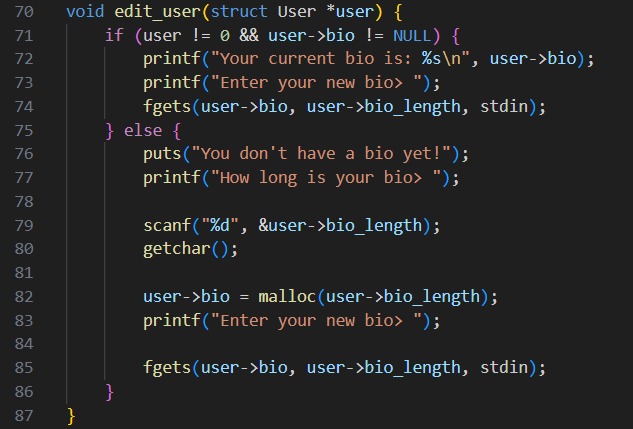 70 void edit_user(struct User *user) {
71     if (user != 0 && user->bio != NULL) {
72         printf("Your current bio is: %s\n", user->bio);
73         printf("Enter your new bio> ");
74         fgets(user->bio, user->bio_length, stdin);
75     } else {
76         puts("You don't have a bio yet!");
77         printf("How long is your bio> ");
78
79         scanf("%d", &user->bio_length);
80         getchar();
81
82         user->bio = malloc(user->bio_length);
83         printf("Enter your new bio> ");
84
85         fgets(user->bio, user->bio_length, stdin);
86     }
87 }